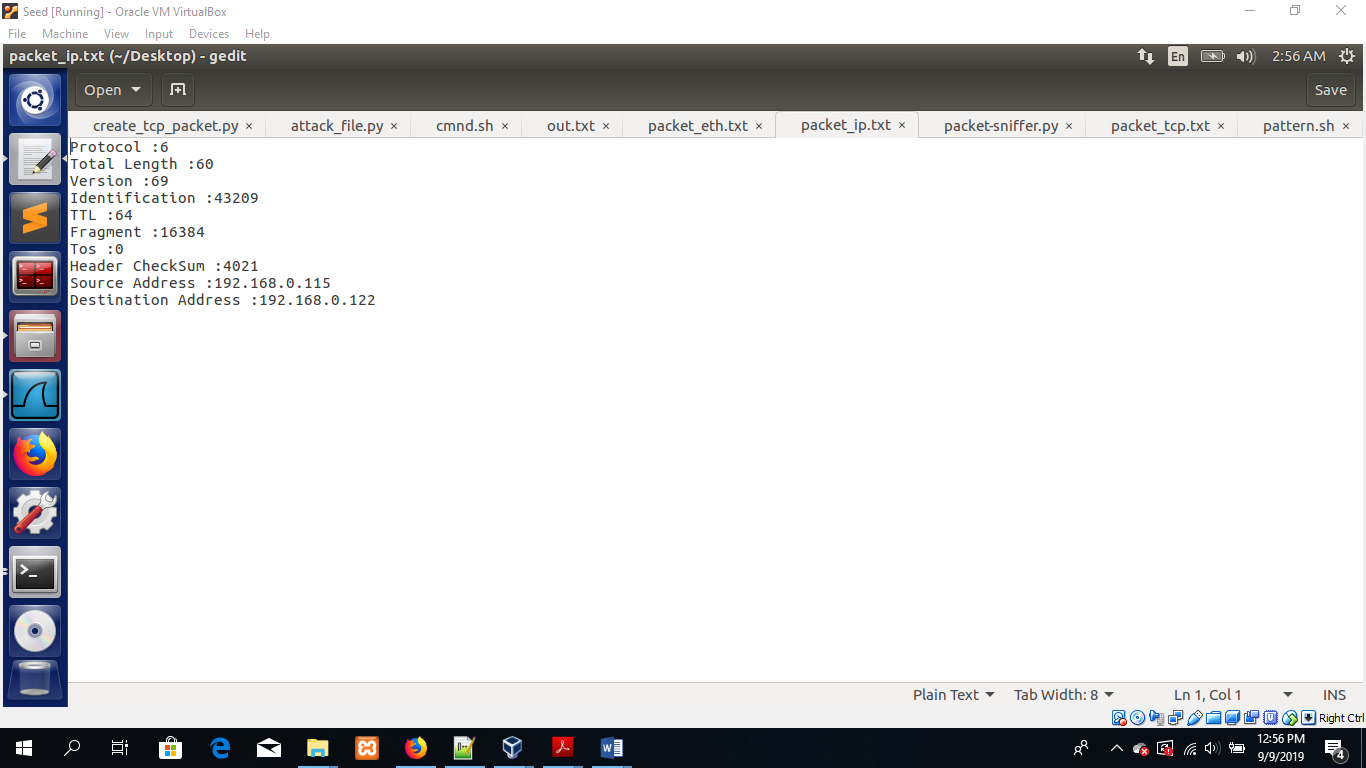 Seed [Running] - Oracle VM VirtualBox
File Machine View Input Devices Help
packet_ip.txt (~/Desktop) - gedit En 2:56 AM
Open Save
create_tcp_packet.py × attack_file.py × cmnd.sh × out.txt × packet_eth.txt × packet_ip.txt × packet-sniffer.py × packet_tcp.txt × pattern.sh ×
Protocol :6
Total Length :60
Version :69
Identification :43209
TTL :64
Fragment :16384
Tos :0
Header CheckSum :4021
Source Address :192.168.0.115
Destination Address :192.168.0.122
Plain Text Tab Width: 8 Ln 1, Col 1 INS
Right Ctrl
12:56 PM
9/9/2019
4